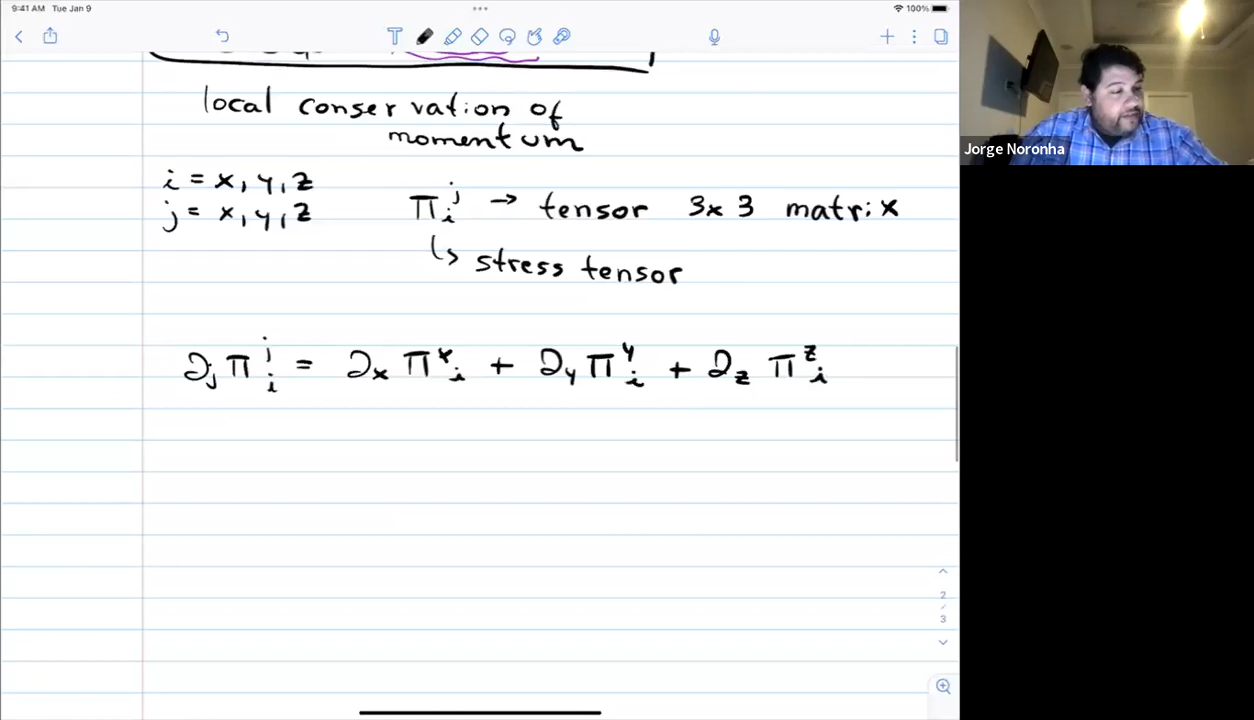 9:41 AM Tue Jan 9
100%
local conservation of
momentum
i = x, y, z
j = x, y, z
π_i^j → tensor 3x3 matrix
↳ stress tensor
∂_j π^j_i = ∂_x π^x_i + ∂_y π^y_i + ∂_z π^z_i
2
/
3
Jorge Noronha